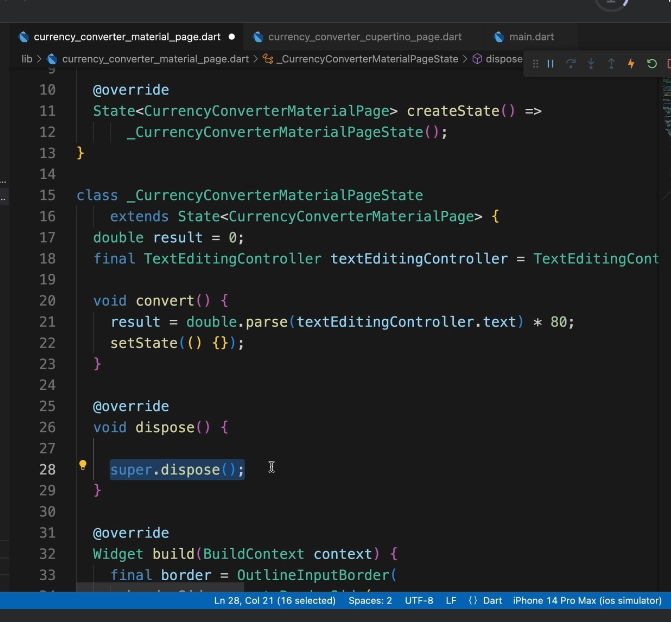 currency_converter_material_page.dart
currency_converter_cupertino_page.dart
main.dart
lib > currency_converter_material_page.dart > _CurrencyConverterMaterialPageState > dispose
9
10 @override
11 State<CurrencyConverterMaterialPage> createState() =>
12 _CurrencyConverterMaterialPageState();
13 }
14
15 class _CurrencyConverterMaterialPageState
16 extends State<CurrencyConverterMaterialPage> {
17 double result = 0;
18 final TextEditingController textEditingController = TextEditingCont
19
20 void convert() {
21 result = double.parse(textEditingController.text) * 80;
22 setState(() {});
23 }
24
25 @override
26 void dispose() {
27
28 super.dispose();
29 }
30
31 @override
32 Widget build(BuildContext context) {
33 final border = OutlineInputBorder(
Ln 28, Col 21 (16 selected) Spaces: 2 UTF-8 LF {} Dart iPhone 14 Pro Max (ios simulator)